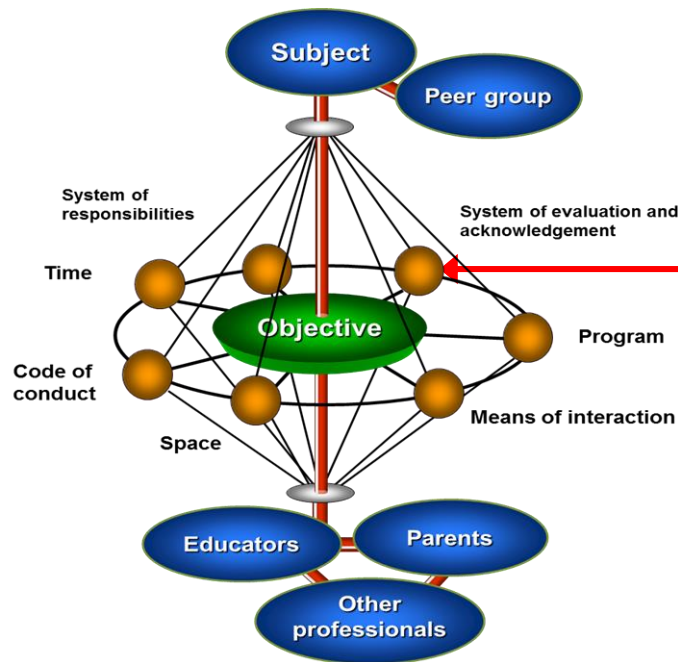 Subject
Peer group
System of
responsibilities
System of evaluation and
acknowledgement
Time
Objective
Program
Code of
conduct
Means of interaction
Space
Educators
Parents
Other
professionals